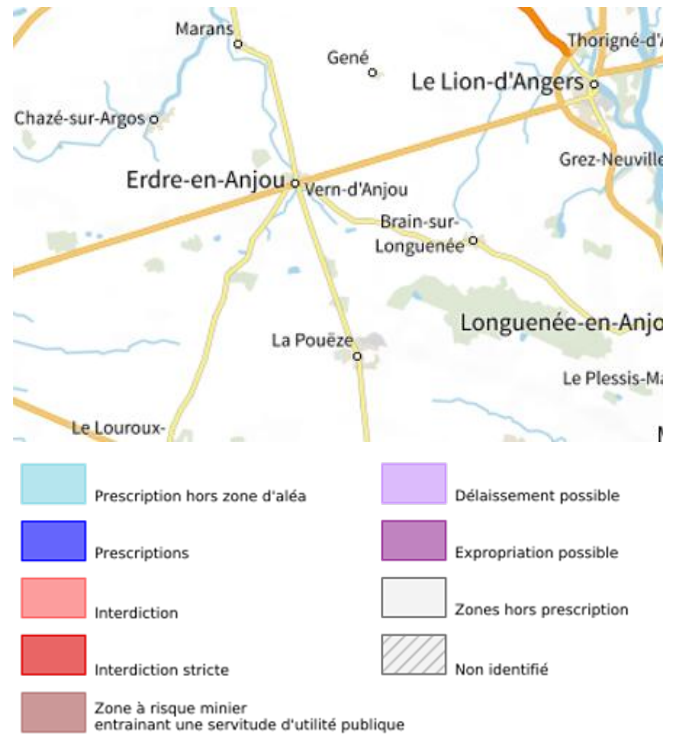 Marans
Thorigné-d'A
Gené
Le Lion-d'Angers
Chazé-sur-Argos
Grez-Neuville
Erdre-en-Anjou
Vern-d'Anjou
Brain-sur-
Longuenée
Longuenée-en-Anjo
La Pouëze
Le Plessis-Ma
Le Louroux-
Prescription hors zone d'aléa
Délaissement possible
Prescriptions
Expropriation possible
Interdiction
Zones hors prescription
Interdiction stricte
Non identifié
Zone à risque minier
entrainant une servitude d'utilité publique